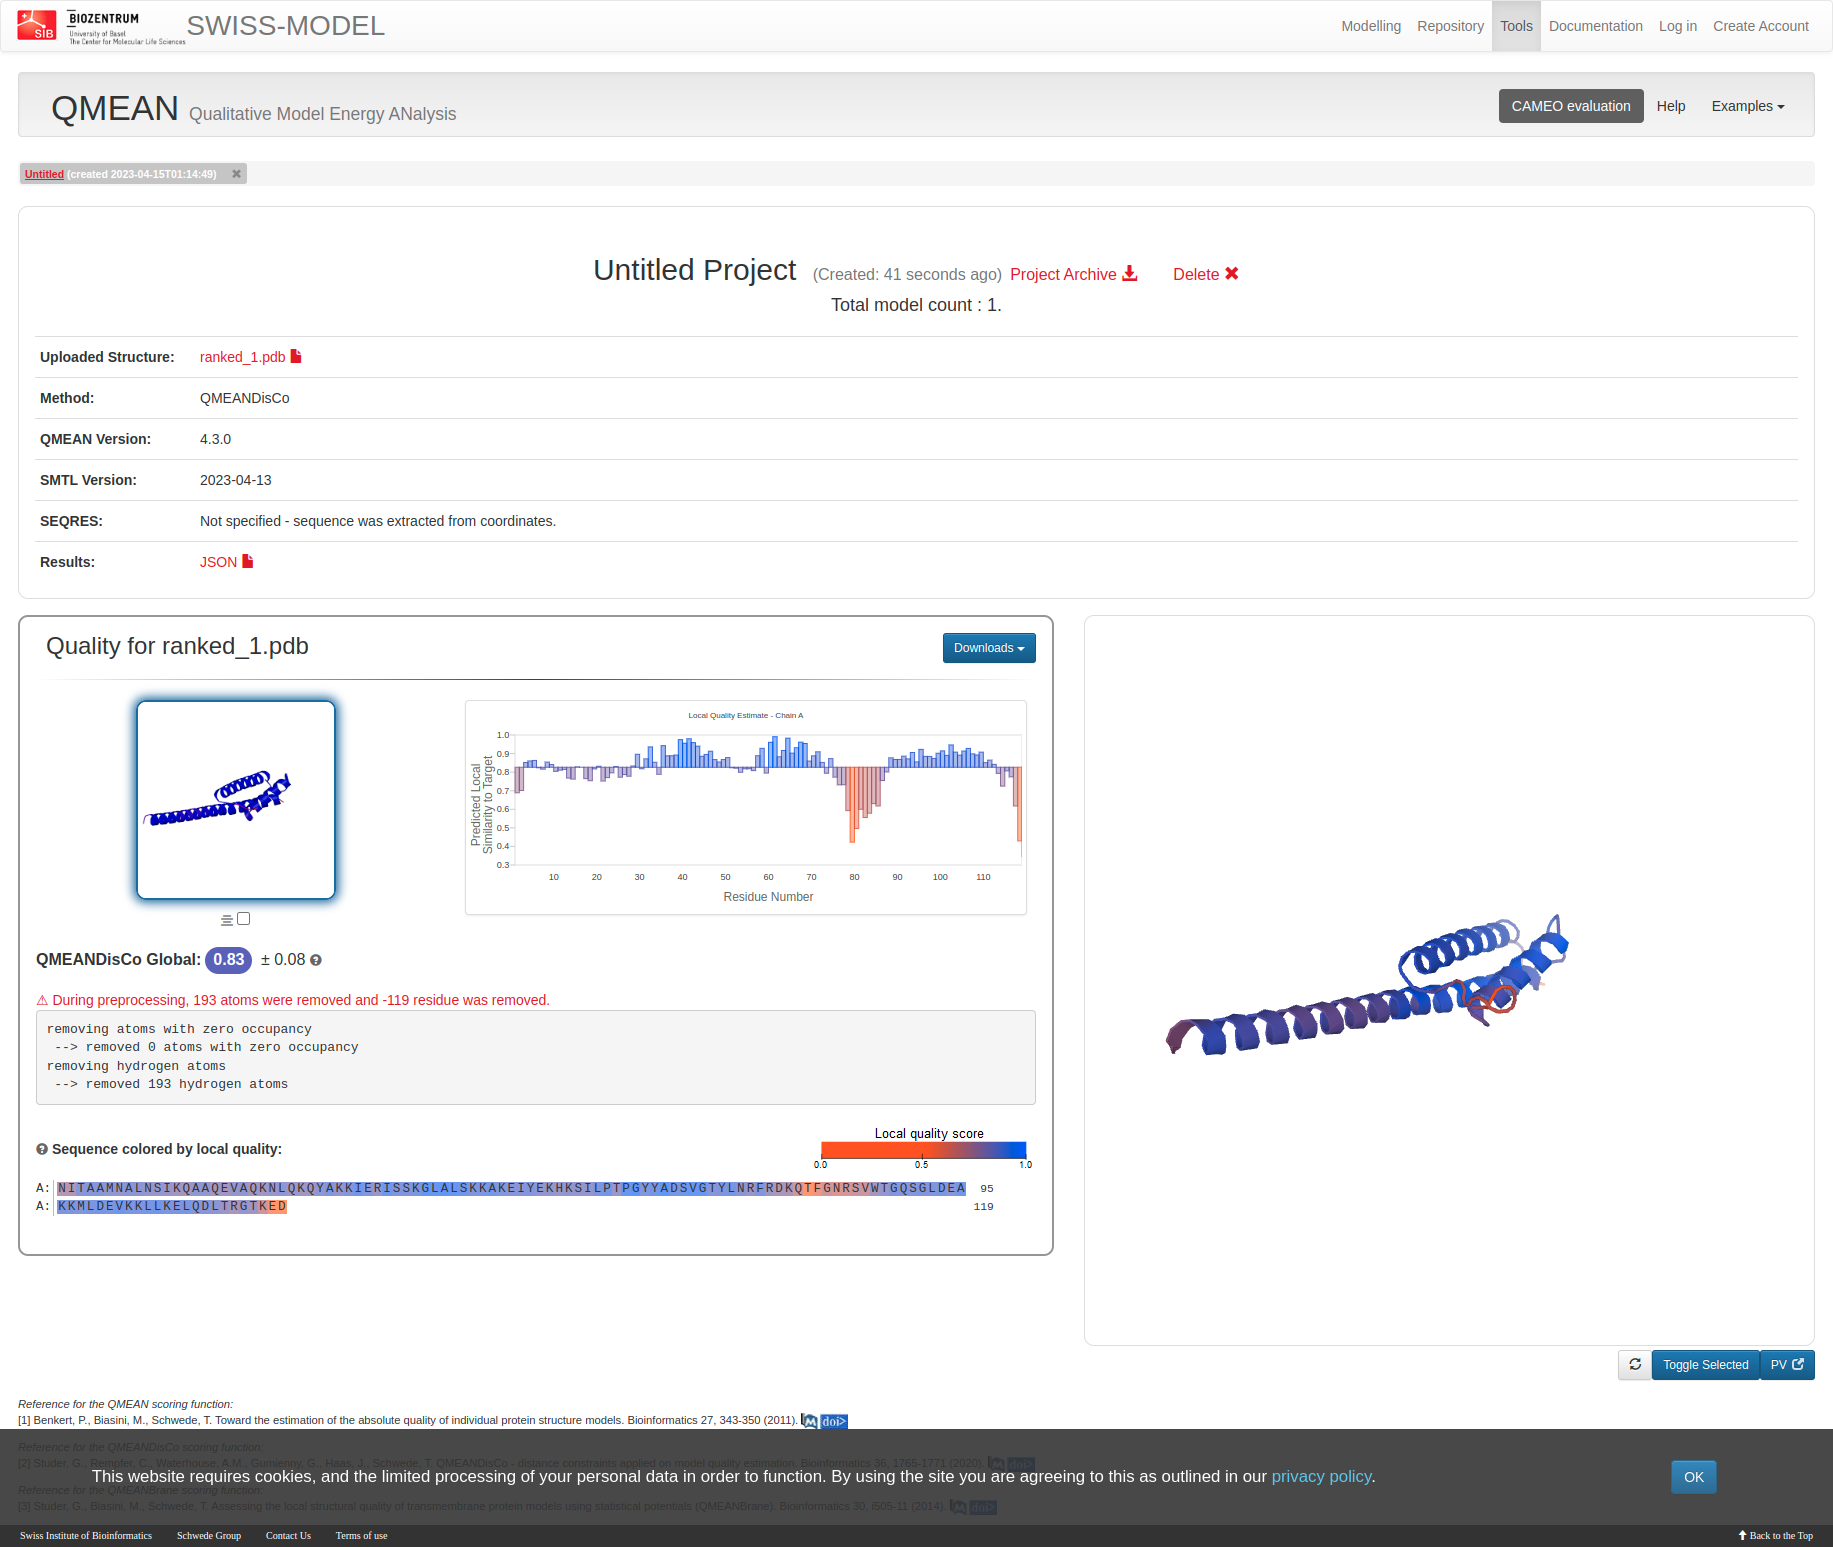 SIB
BIOZENTRUM
University of Basel
The Center for Molecular Life Sciences
SWISS-MODEL
Modelling Repository Tools Documentation Log in Create Account
QMEAN Qualitative Model Energy ANalysis
CAMEO evaluation Help Examples
Untitled (created 2023-04-15T01:14:49) ✖
Untitled Project (Created: 41 seconds ago) Project Archive Delete ✖
Total model count : 1.
Uploaded Structure: ranked_1.pdb
Method: QMEANDisCo
QMEAN Version: 4.3.0
SMTL Version: 2023-04-13
SEQRES: Not specified - sequence was extracted from coordinates.
Results: JSON
Quality for ranked_1.pdb
Downloads
Local Quality Estimate - Chain A
Predicted Local
Similarity to Target
1.0
0.9
0.8
0.7
0.6
0.5
0.4
0.3
10 20 30 40 50 60 70 80 90 100 110
Residue Number
QMEANDisCo Global: 0.83 ± 0.08
⚠ During preprocessing, 193 atoms were removed and -119 residue was removed.
removing atoms with zero occupancy
--> removed 0 atoms with zero occupancy
removing hydrogen atoms
--> removed 193 hydrogen atoms
Sequence colored by local quality:
Local quality score
0.0 0.5 1.0
A: NITAAMNALNSIKQAAQEVAQKNLQKQYAKKIERISSKGLALSKKAKEIYEKHKSILPTPGYYADSVGTYLNRFRDKQTFGNRSVWTGQSGLDEA 95
A: KKMLDEVKKLLKELQDLTRGTKED 119
Toggle Selected PV
Reference for the QMEAN scoring function:
[1] Benkert, P., Biasini, M., Schwede, T. Toward the estimation of the absolute quality of individual protein structure models. Bioinformatics 27, 343-350 (2011). M doi>
Reference for the QMEANDisCo scoring function:
[2] Studer, G., Rempfer, C., Waterhouse, A.M., Gumienny, G., Haas, J., Schwede, T. QMEANDisCo - distance constraints applied on model quality estimation. Bioinformatics 36, 1765-1771 (2020). M doi>
This website requires cookies, and the limited processing of your personal data in order to function. By using the site you are agreeing to this as outlined in our privacy policy.
OK
Reference for the QMEANBrane scoring function:
[3] Studer, G., Biasini, M., Schwede, T. Assessing the local structural quality of transmembrane protein models using statistical potentials (QMEANBrane). Bioinformatics 30, i505-11 (2014). M doi>
Swiss Institute of Bioinformatics Schwede Group Contact Us Terms of use Back to the Top